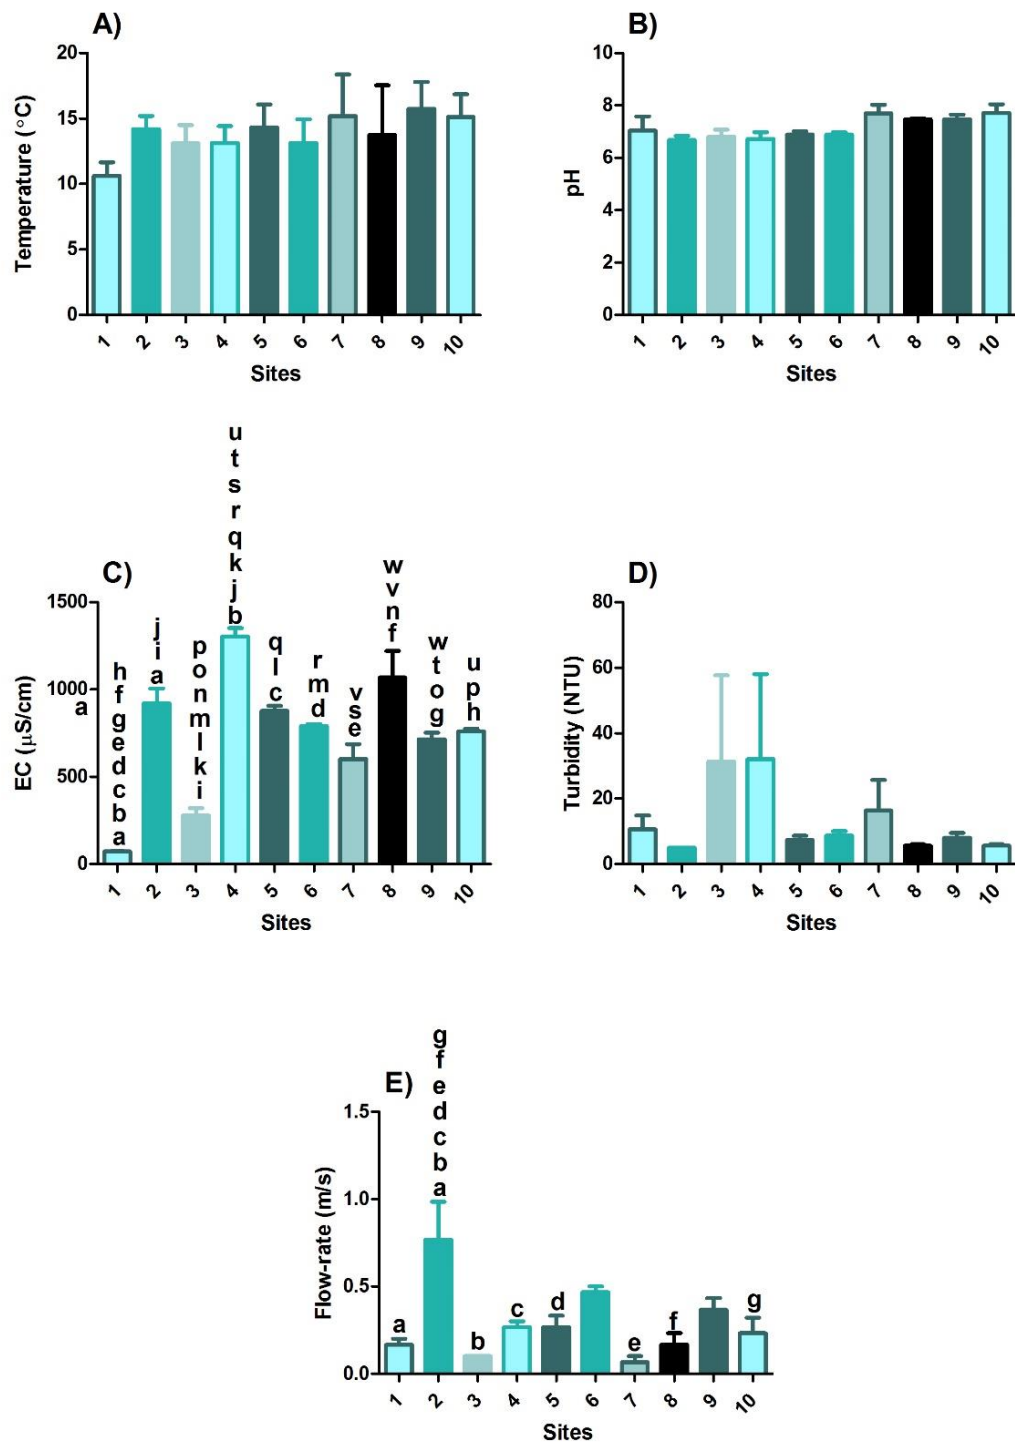 A)
Temperature (°C)
20
15
10
5
0
1 2 3 4 5 6 7 8 9 10
Sites
B)
pH
10
8
6
4
2
0
1 2 3 4 5 6 7 8 9 10
Sites
C)
EC (µS/cm)
1500
1000
500
0
a
h f g e d c b a
j i a
p o n m l k i
u t s r q k j b
q l c
r m d
v s e
w v n f
w t o g
u p h
1 2 3 4 5 6 7 8 9 10
Sites
D)
Turbidity (NTU)
80
60
40
20
0
1 2 3 4 5 6 7 8 9 10
Sites
E)
Flow-rate (m/s)
1.5
1.0
0.5
0.0
a
g f e d c b a
b
c
d
e
f
g
1 2 3 4 5 6 7 8 9 10
Sites